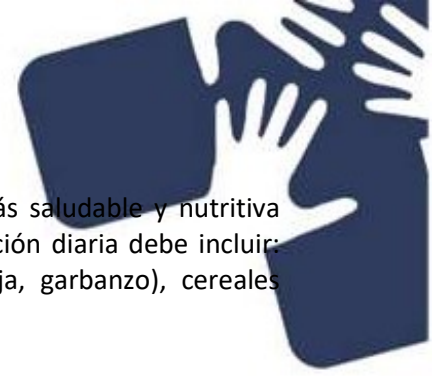 ás saludable y nutritiva
ción diaria debe incluir:
ja, garbanzo), cereales